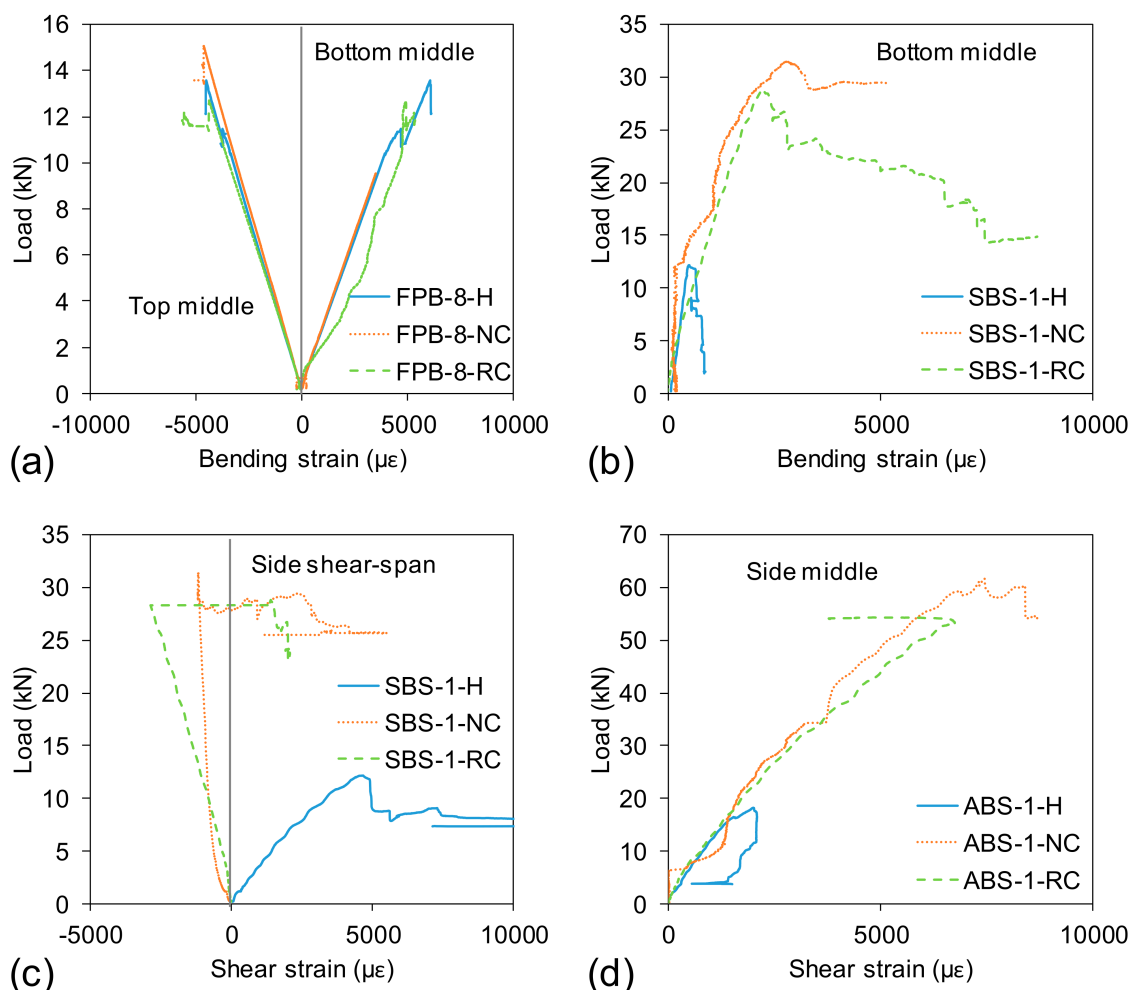 16
14
12
10
8
6
4
2
0
Load (kN)
Bottom middle
Top middle
FPB-8-H
FPB-8-NC
FPB-8-RC
-10000 -5000 0 5000 10000
Bending strain (µε)
(a)
35
30
25
20
15
10
5
0
Load (kN)
Bottom middle
SBS-1-H
SBS-1-NC
SBS-1-RC
0 5000 10000
Bending strain (µε)
(b)
35
30
25
20
15
10
5
0
Load (kN)
Side shear-span
SBS-1-H
SBS-1-NC
SBS-1-RC
-5000 0 5000 10000
Shear strain (µε)
(c)
70
60
50
40
30
20
10
0
Load (kN)
Side middle
ABS-1-H
ABS-1-NC
ABS-1-RC
0 5000 10000
Shear strain (µε)
(d)